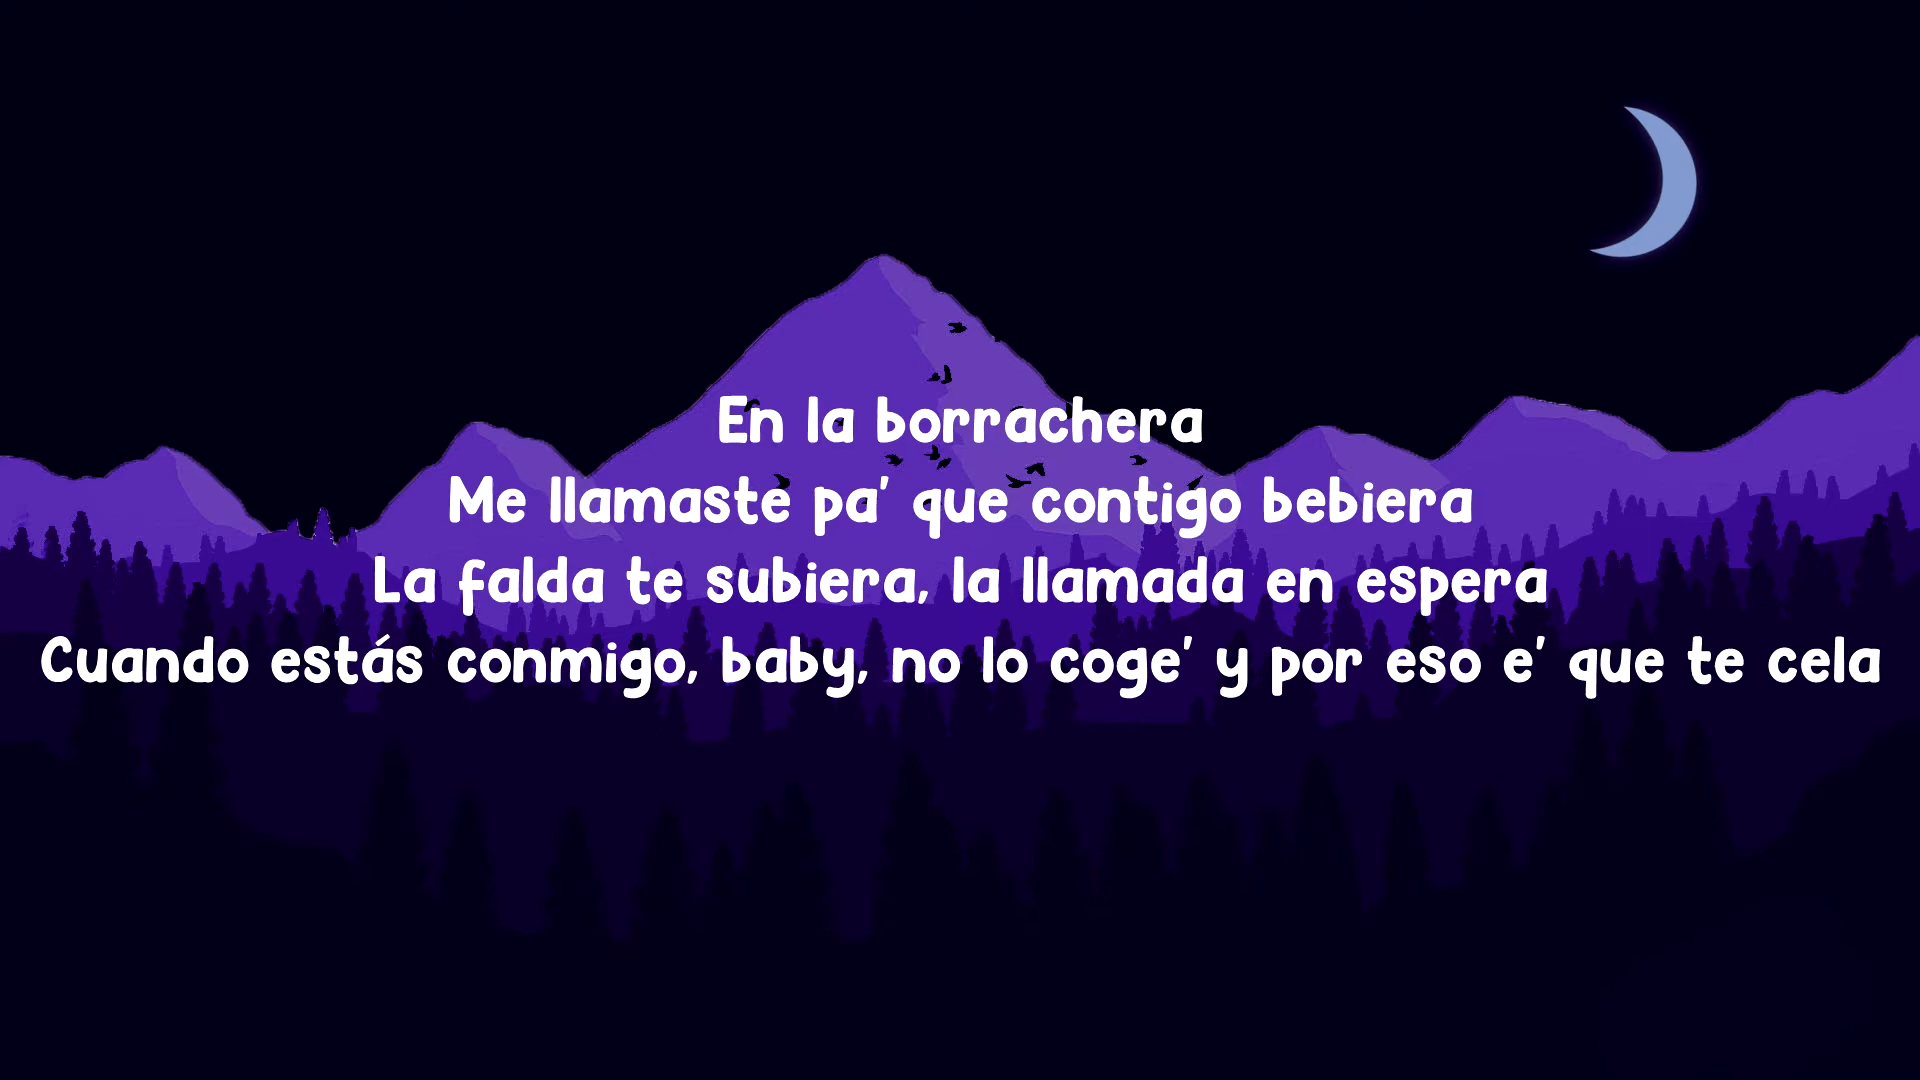 En la borrachera
Me llamaste pa' que contigo bebiera
La falda te subiera, la llamada en espera
Cuando estás conmigo, baby, no lo coge' y por eso e' que te cela